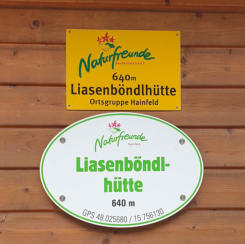 Naturfreunde
640m
Liasenböndlhütte
Ortsgruppe Hainfeld
Naturfreunde
Liasenböndl-
hütte
640 m
GPS 48.025680 / 15.756130